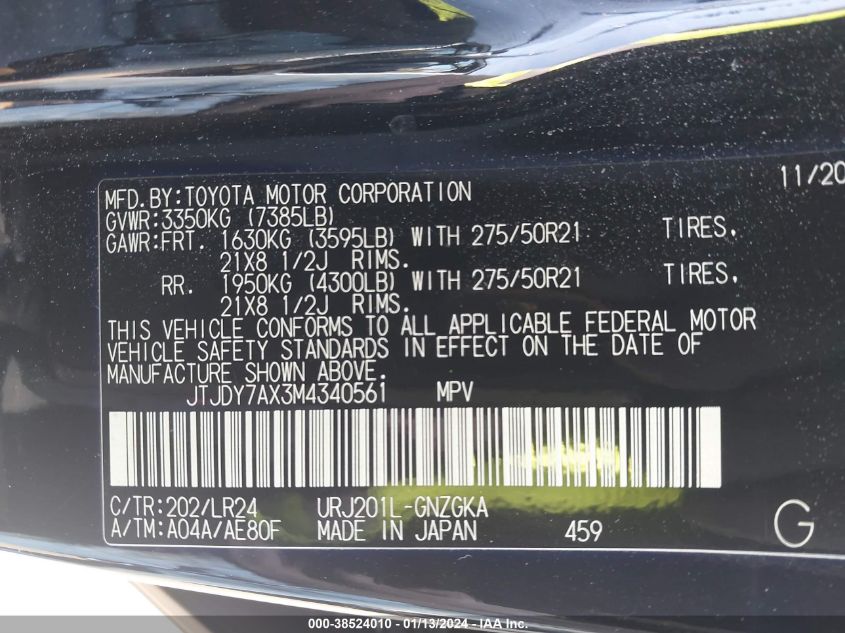 11/20
MFD.BY:TOYOTA MOTOR CORPORATION
GVWR:3350KG (7385LB)
GAWR:FRT. 1630KG (3595LB) WITH 275/50R21 TIRES,
21X8 1/2J RIMS.
RR. 1950KG (4300LB) WITH 275/50R21 TIRES,
21X8 1/2J RIMS.
THIS VEHICLE CONFORMS TO ALL APPLICABLE FEDERAL MOTOR
VEHICLE SAFETY STANDARDS IN EFFECT ON THE DATE OF
MANUFACTURE SHOWN ABOVE.
JTJDY7AX3M4340561 MPV
C/TR:202/LR24 URJ201L-GNZGKA
A/TM:A04A/AE80F MADE IN JAPAN 459 G
000-38524010 - 01/13/2024 - IAA Inc.